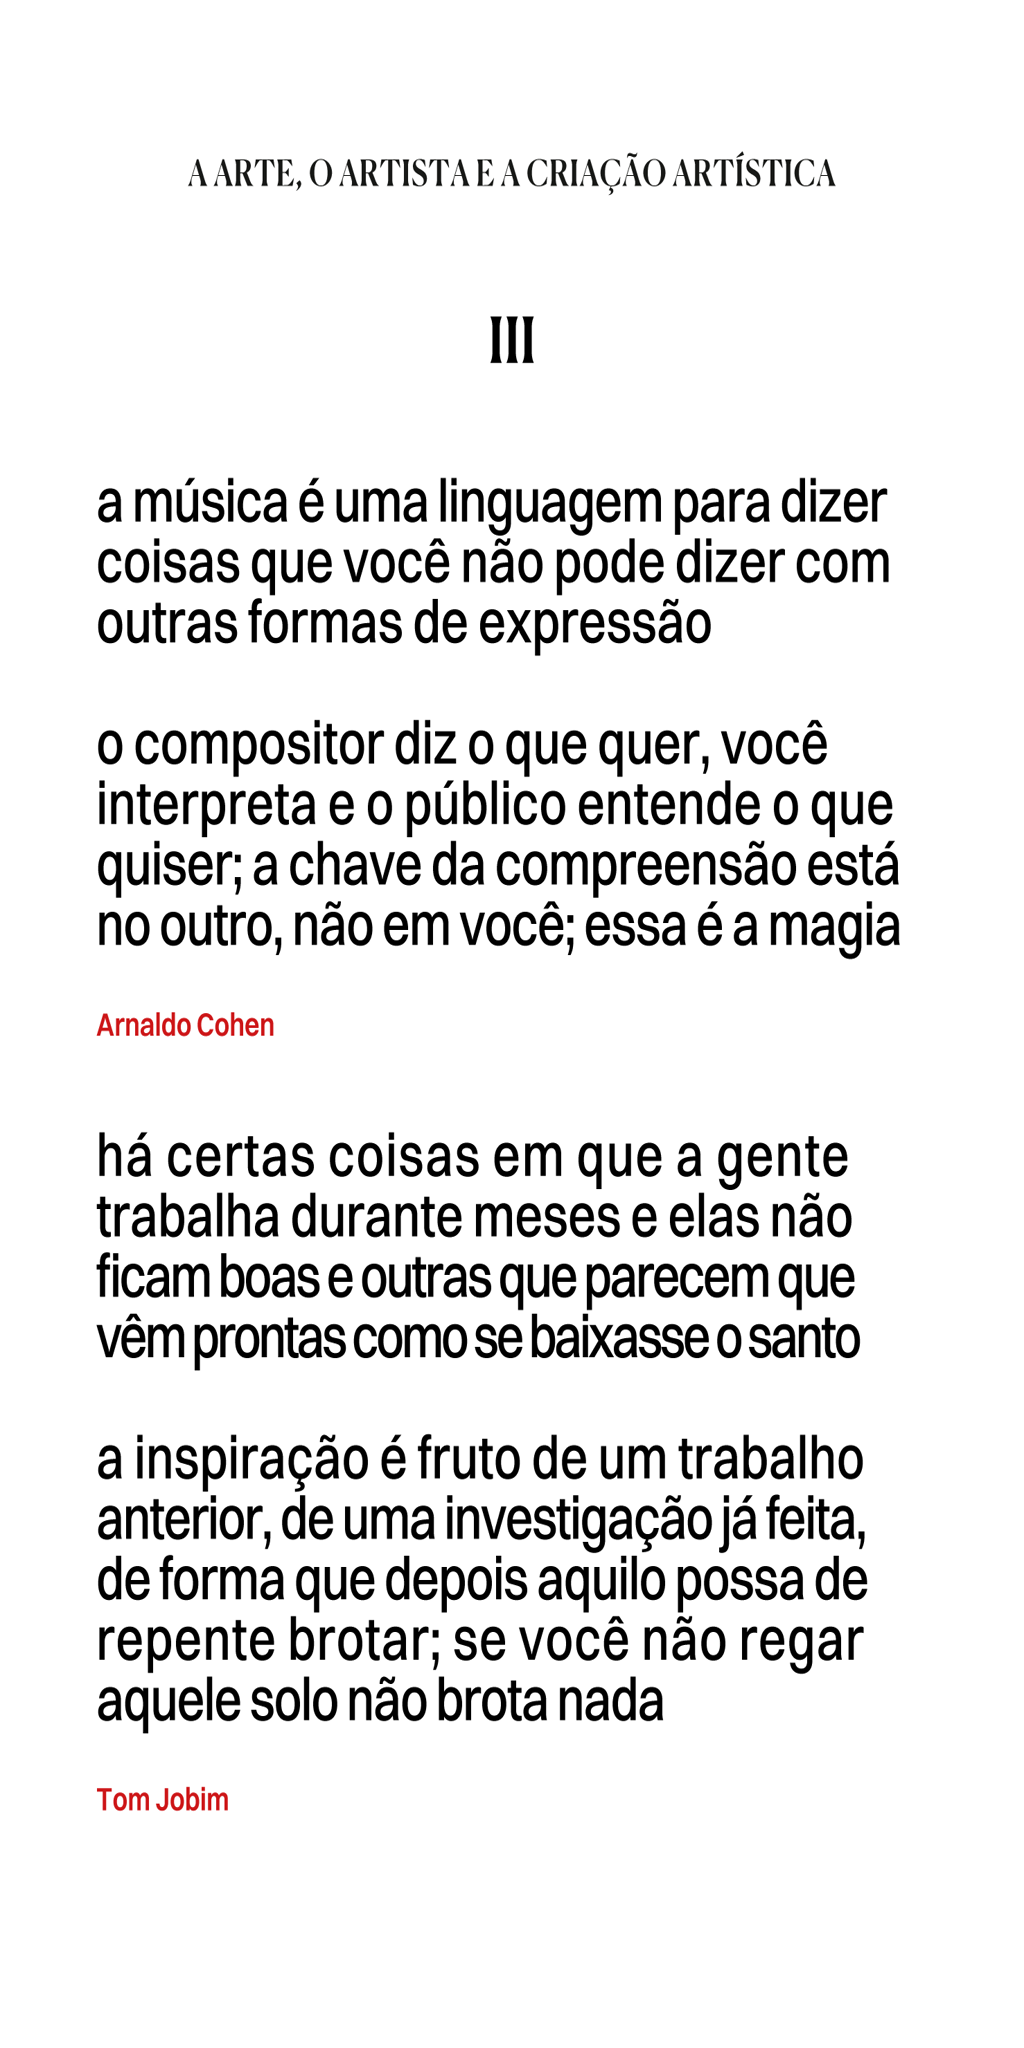 A ARTE, O ARTISTA E A CRIAÇÃO ARTÍSTICA
III
a música é uma linguagem para dizer
coisas que você não pode dizer com
outras formas de expressão
o compositor diz o que quer, você
interpreta e o público entende o que
quiser; a chave da compreensão está
no outro, não em você; essa é a magia
Arnaldo Cohen
há certas coisas em que a gente
trabalha durante meses e elas não
ficam boas e outras que parecem que
vêm prontas como se baixasse o santo
a inspiração é fruto de um trabalho
anterior, de uma investigação já feita,
de forma que depois aquilo possa de
repente brotar; se você não regar
aquele solo não brota nada
Tom Jobim